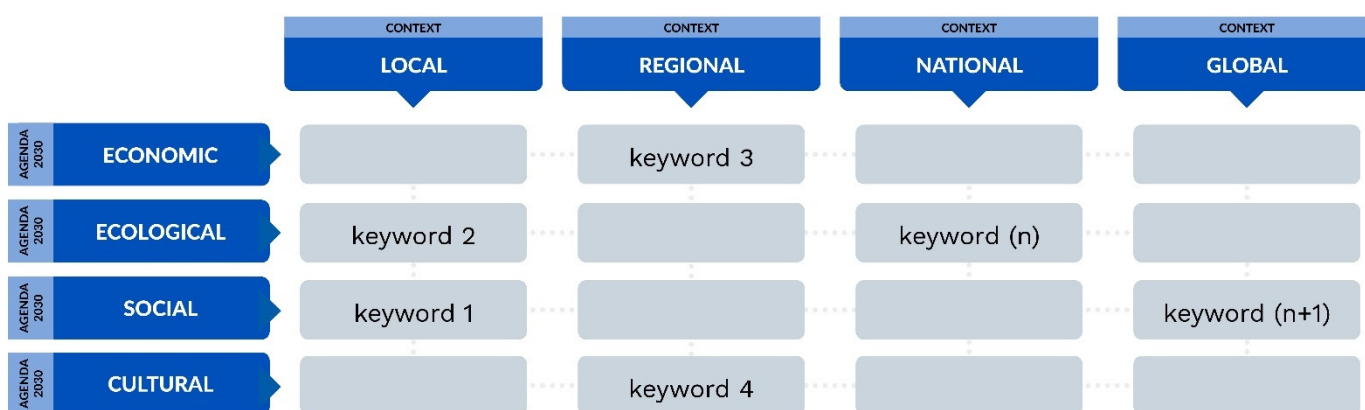 CONTEXT
CONTEXT
CONTEXT
CONTEXT
LOCAL
REGIONAL
NATIONAL
GLOBAL
AGENDA
2030
ECONOMIC
keyword 3
AGENDA
2030
ECOLOGICAL
keyword 2
keyword (n)
AGENDA
2030
SOCIAL
keyword 1
keyword (n+1)
AGENDA
2030
CULTURAL
keyword 4